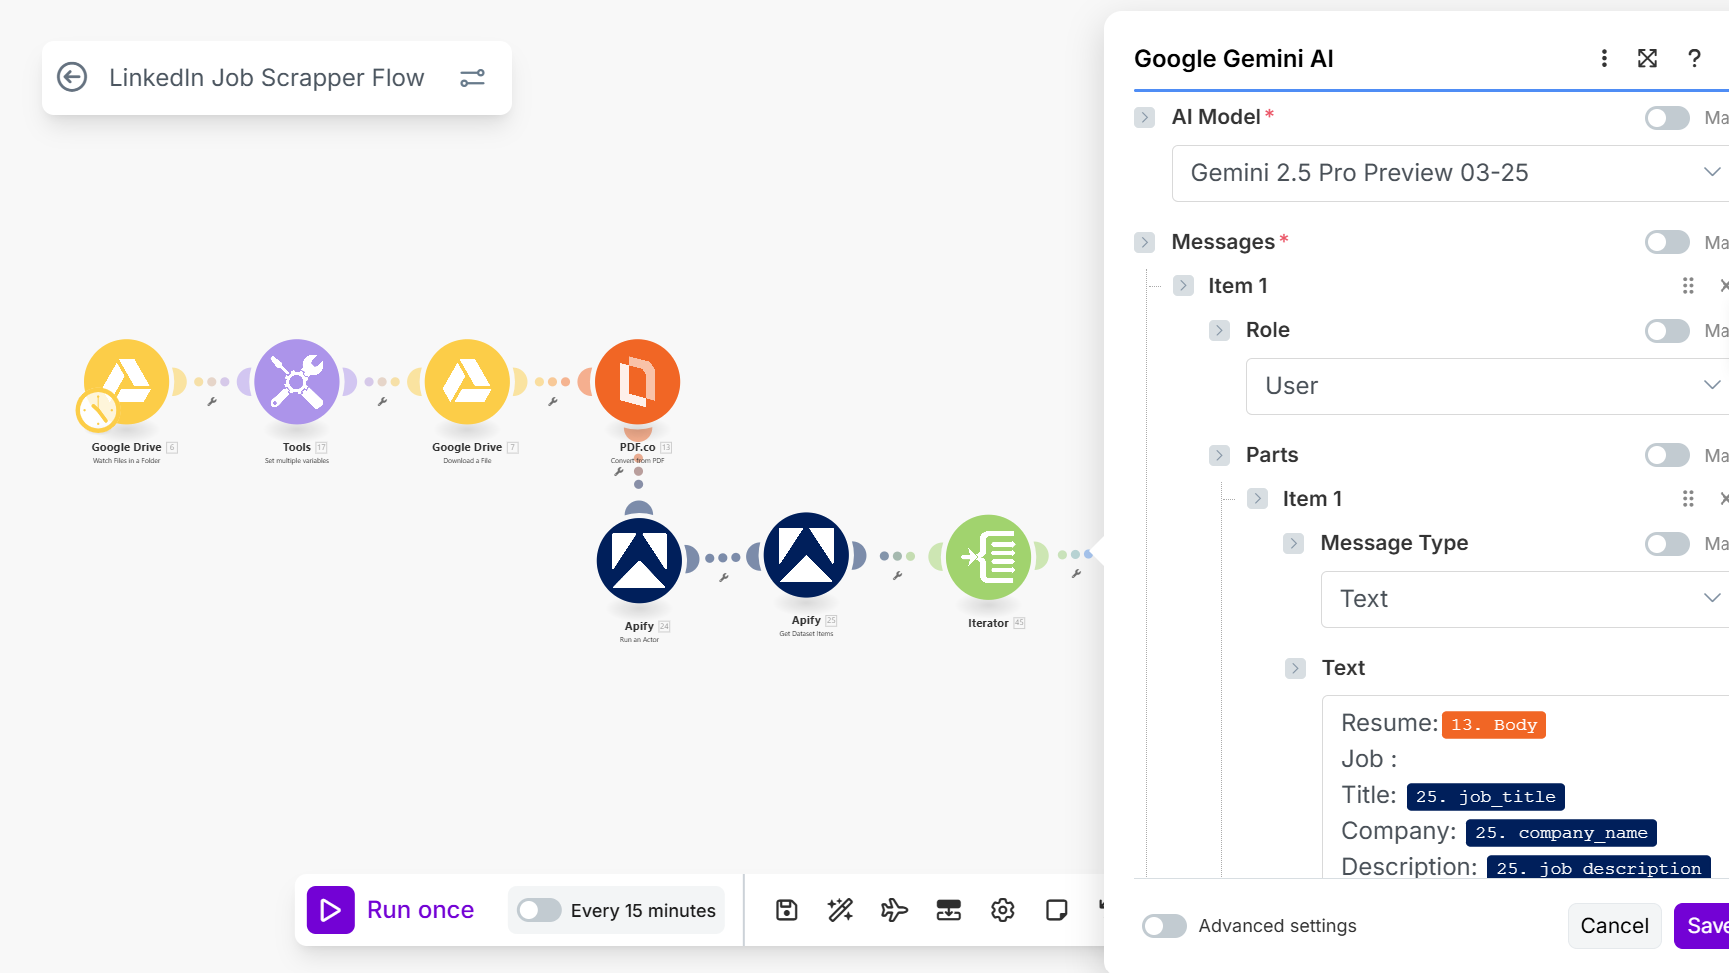 LinkedIn Job Scrapper Flow
Google Drive 6
Watch Files in a Folder
Tools 17
Set multiple variables
Google Drive 7
Download a File
PDF.co 13
Convert from PDF
Apify 24
Run an Actor
Apify 25
Get Dataset Items
Iterator 45
Run once
Every 15 minutes
Google Gemini AI
?
AI Model *
Ma
Gemini 2.5 Pro Preview 03-25
Messages *
Ma
Item 1
Role
Ma
User
Parts
Ma
Item 1
Message Type
Ma
Text
Text
Resume: 13. Body
Job :
Title: 25. job_title
Company: 25. company_name
Description: 25. job description
Advanced settings
Cancel
Save